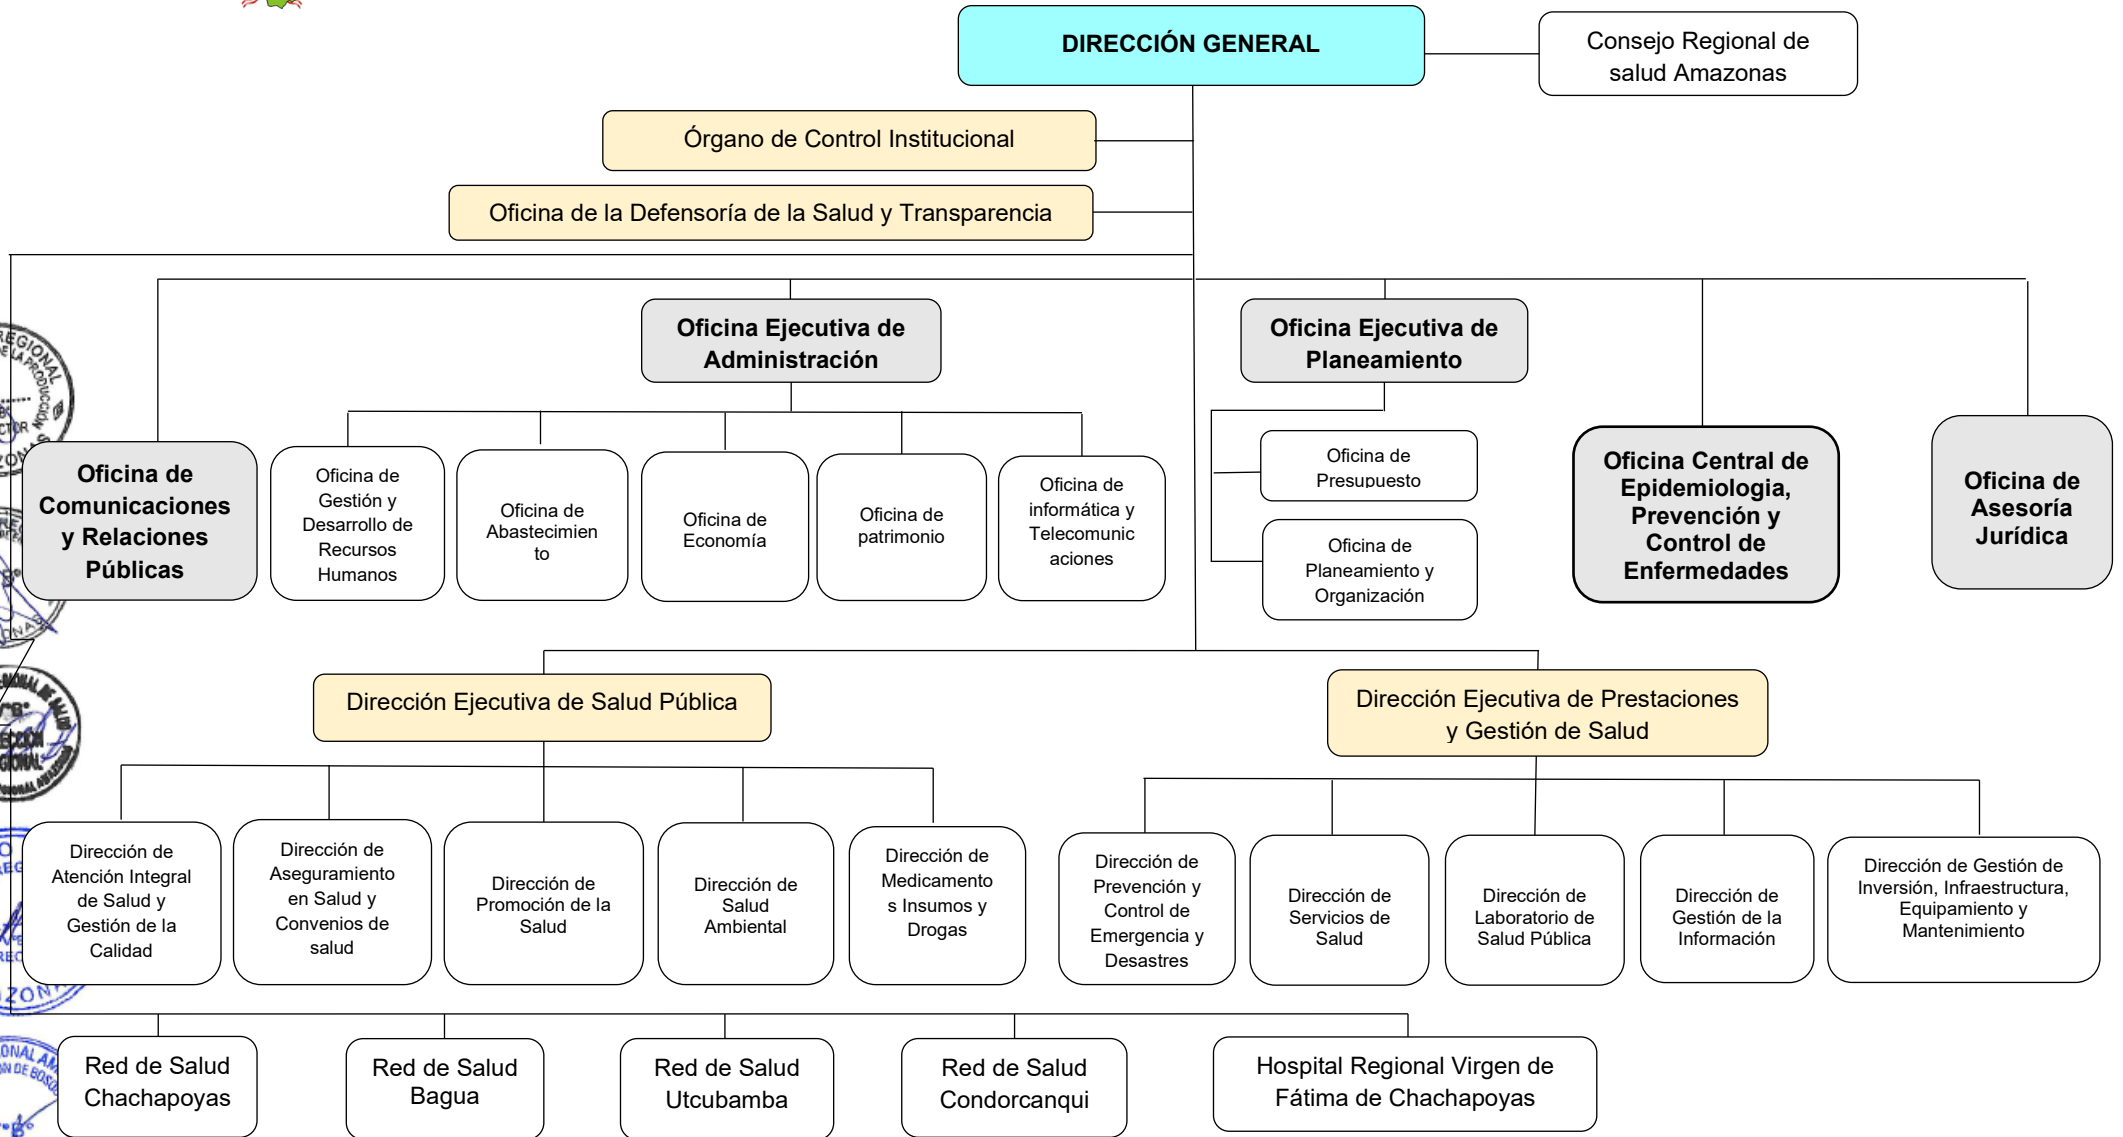 DIRECCIÓN GENERAL
Consejo Regional de
salud Amazonas
Órgano de Control Institucional
Oficina de la Defensoría de la Salud y Transparencia
Oficina Ejecutiva de
Administración
Oficina Ejecutiva de
Planeamiento
Oficina de
Comunicaciones
y Relaciones
Públicas
Oficina de
Gestión y
Desarrollo de
Recursos
Humanos
Oficina de
Abastecimien
to
Oficina de
Economía
Oficina de
patrimonio
Oficina de
informática y
Telecomunic
aciones
Oficina de
Presupuesto
Oficina de
Planeamiento y
Organización
Oficina Central de
Epidemiologia,
Prevención y
Control de
Enfermedades
Oficina de
Asesoría
Jurídica
Dirección Ejecutiva de Salud Pública
Dirección Ejecutiva de Prestaciones
y Gestión de Salud
Dirección de
Atención Integral
de Salud y
Gestión de la
Calidad
Dirección de
Aseguramiento
en Salud y
Convenios de
salud
Dirección de
Promoción de la
Salud
Dirección de
Salud
Ambiental
Dirección de
Medicamento
s Insumos y
Drogas
Dirección de
Prevención y
Control de
Emergencia y
Desastres
Dirección de
Servicios de
Salud
Dirección de
Laboratorio de
Salud Pública
Dirección de
Gestión de la
Información
Dirección de Gestión de
Inversión, Infraestructura,
Equipamiento y
Mantenimiento
Red de Salud
Chachapoyas
Red de Salud
Bagua
Red de Salud
Utcubamba
Red de Salud
Condorcanqui
Hospital Regional Virgen de
Fátima de Chachapoyas